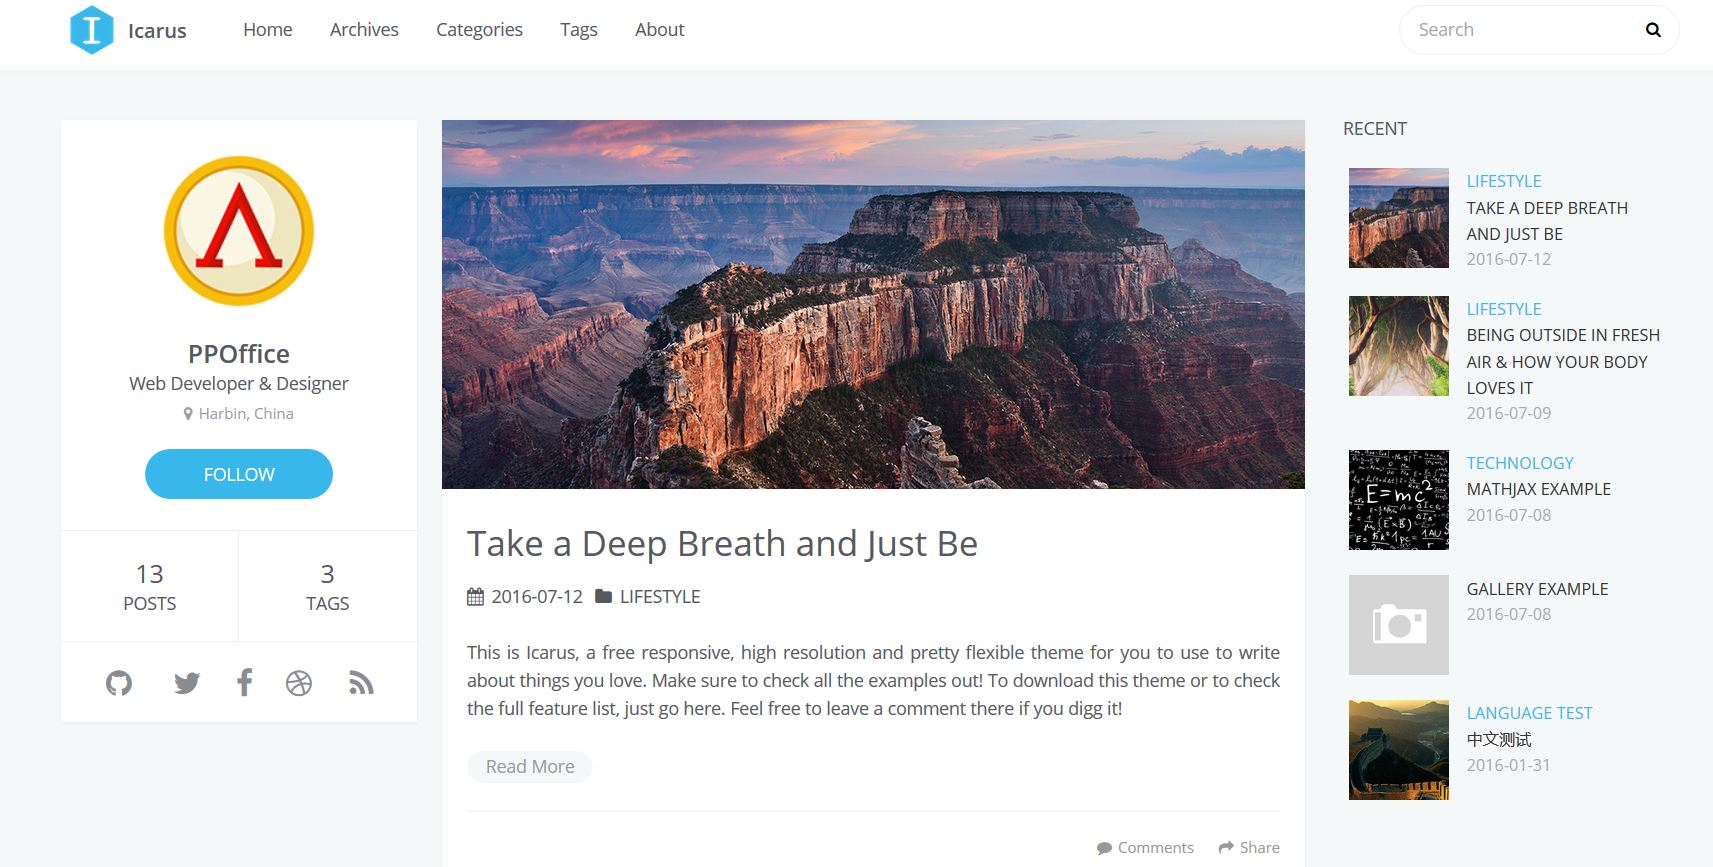 Icarus
Home
Archives
Categories
Tags
About
Search
PPOffice
Web Developer & Designer
Harbin, China
FOLLOW
13
POSTS
3
TAGS
Take a Deep Breath and Just Be
2016-07-12
LIFESTYLE
This is Icarus, a free responsive, high resolution and pretty flexible theme for you to use to write
about things you love. Make sure to check all the examples out! To download this theme or to check
the full feature list, just go here. Feel free to leave a comment there if you digg it!
Read More
Comments
Share
RECENT
LIFESTYLE
TAKE A DEEP BREATH
AND JUST BE
2016-07-12
LIFESTYLE
BEING OUTSIDE IN FRESH
AIR & HOW YOUR BODY
LOVES IT
2016-07-09
TECHNOLOGY
MATHJAX EXAMPLE
2016-07-08
E=mc²
GALLERY EXAMPLE
2016-07-08
LANGUAGE TEST
中文测试
2016-01-31